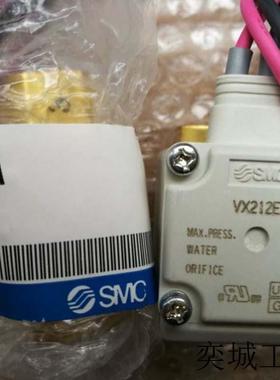 SMC
SMC
VX212E
MAX.PRESS.
WATER
ORIFICE
奕城工